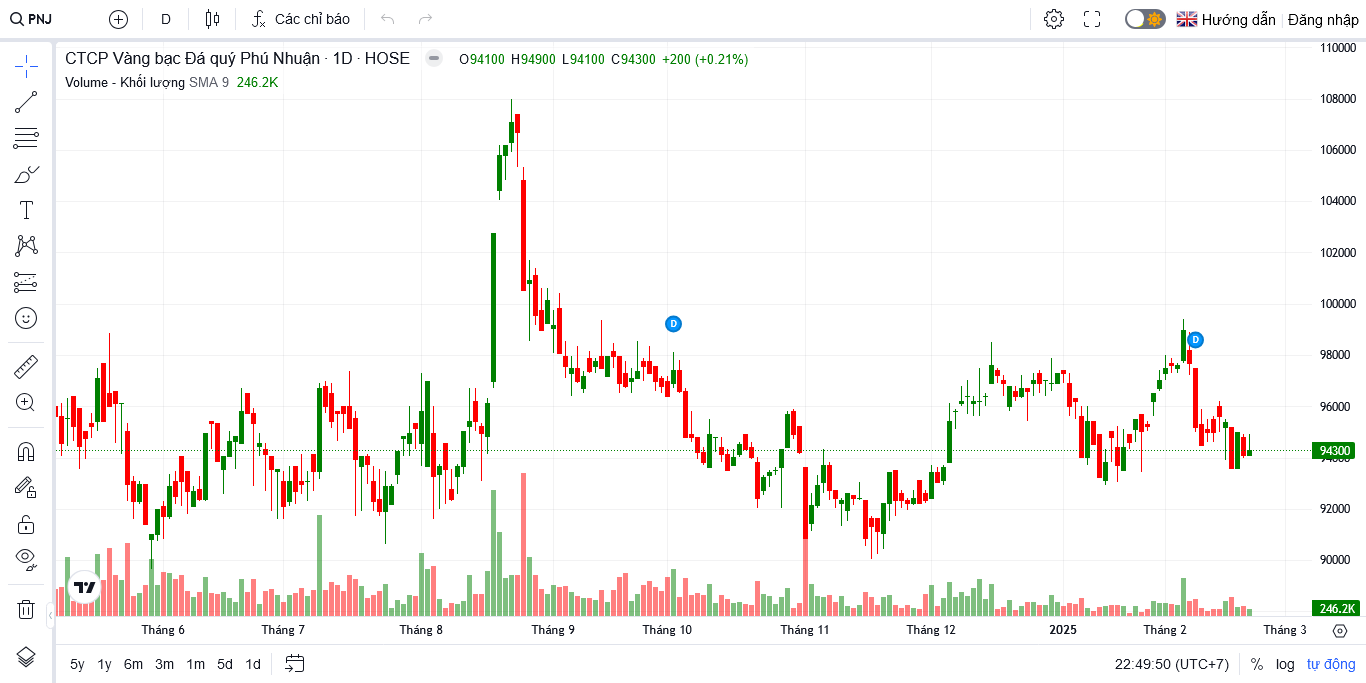 PNJ D Các chỉ báo Hướng dẫn Đăng nhập
CTCP Vàng bạc Đá quý Phú Nhuận · 1D · HOSE O94100 H94900 L94100 C94300 +200 (+0.21%)
Volume - Khối lượng SMA 9 246.2K
110000
108000
106000
104000
102000
100000
D
D
98000
96000
94300
94000
92000
90000
246.2K
Tháng 6 Tháng 7 Tháng 8 Tháng 9 Tháng 10 Tháng 11 Tháng 12 2025 Tháng 2 Tháng 3
5y 1y 6m 3m 1m 5d 1d 22:49:50 (UTC+7) % log tự động